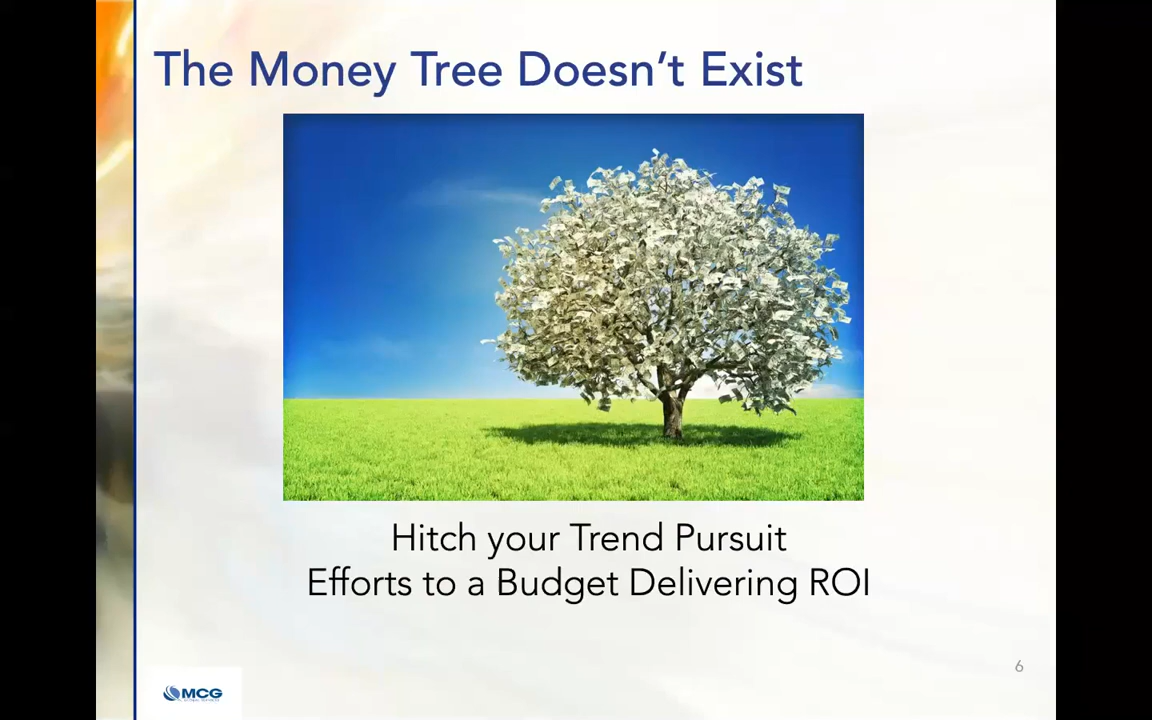 The Money Tree Doesn't Exist
Hitch your Trend Pursuit
Efforts to a Budget Delivering ROI
6
MCG